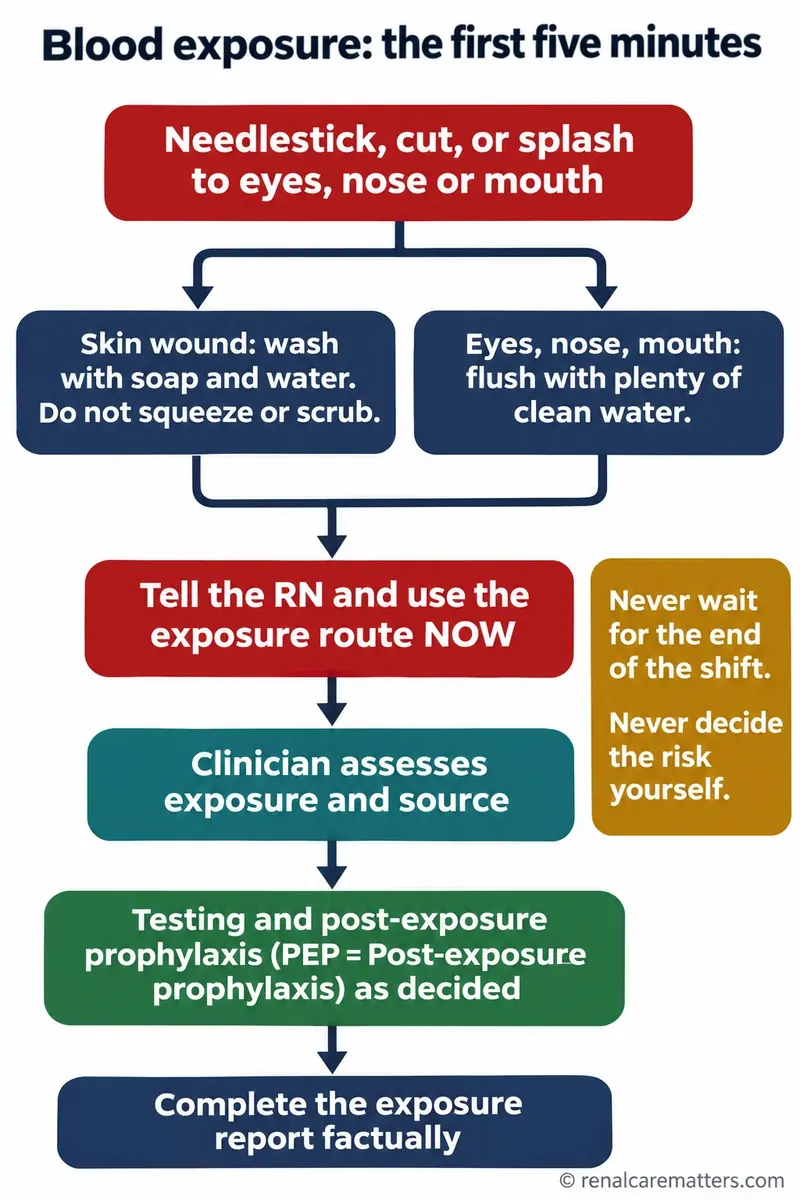 Blood exposure: the first five minutes
Needlestick, cut, or splash
to eyes, nose or mouth
Skin wound: wash
with soap and water.
Do not squeeze or scrub.
Eyes, nose, mouth:
flush with plenty of
clean water.
Tell the RN and use the
exposure route NOW
Never wait
for the end
of the shift.
Never decide
the risk
yourself.
Clinician assesses
exposure and source
Testing and post-exposure
prophylaxis (PEP = Post-exposure
prophylaxis) as decided
Complete the exposure
report factually
© renalcarematters.com